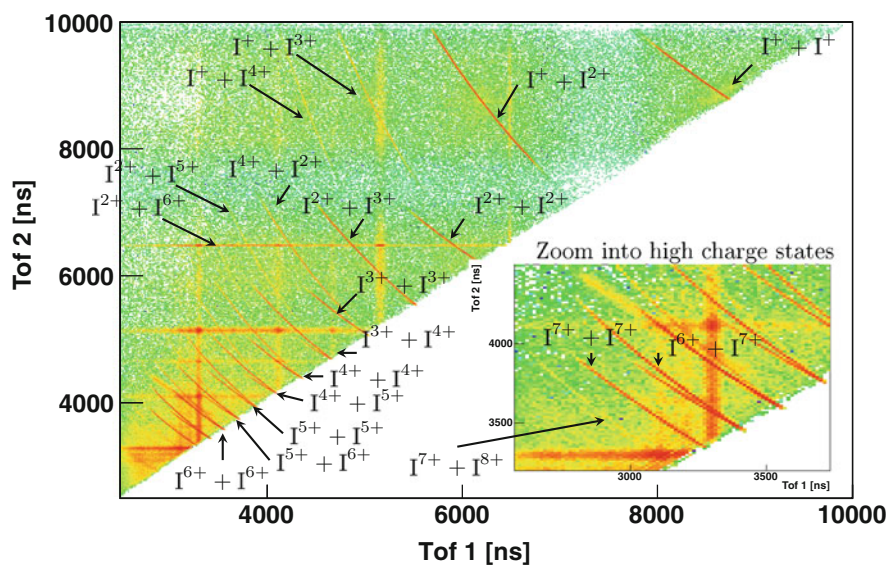 10000
8000
6000
4000
Tof 2 [ns]
I³⁺
I⁺ + I³⁺
I⁺ + I⁴⁺
I⁺ + I²⁺
I⁺ + I⁺
I²⁺ + I⁵⁺
I⁴⁺ + I²⁺
I²⁺ + I⁶⁺
I²⁺ + I³⁺
I²⁺ + I²⁺
I³⁺ + I³⁺
I³⁺ + I⁴⁺
I⁴⁺ + I⁴⁺
I⁴⁺ + I⁵⁺
I⁵⁺ + I⁵⁺
I⁵⁺ + I⁶⁺
I⁶⁺ + I⁶⁺
I⁷⁺ + I⁸⁺
Zoom into high charge states
Tof 2 [ns]
4000
3500
I⁷⁺ + I⁷⁺
I⁶⁺ + I⁷⁺
3000
3500
Tof 1 [ns]
4000
6000
8000
10000
Tof 1 [ns]